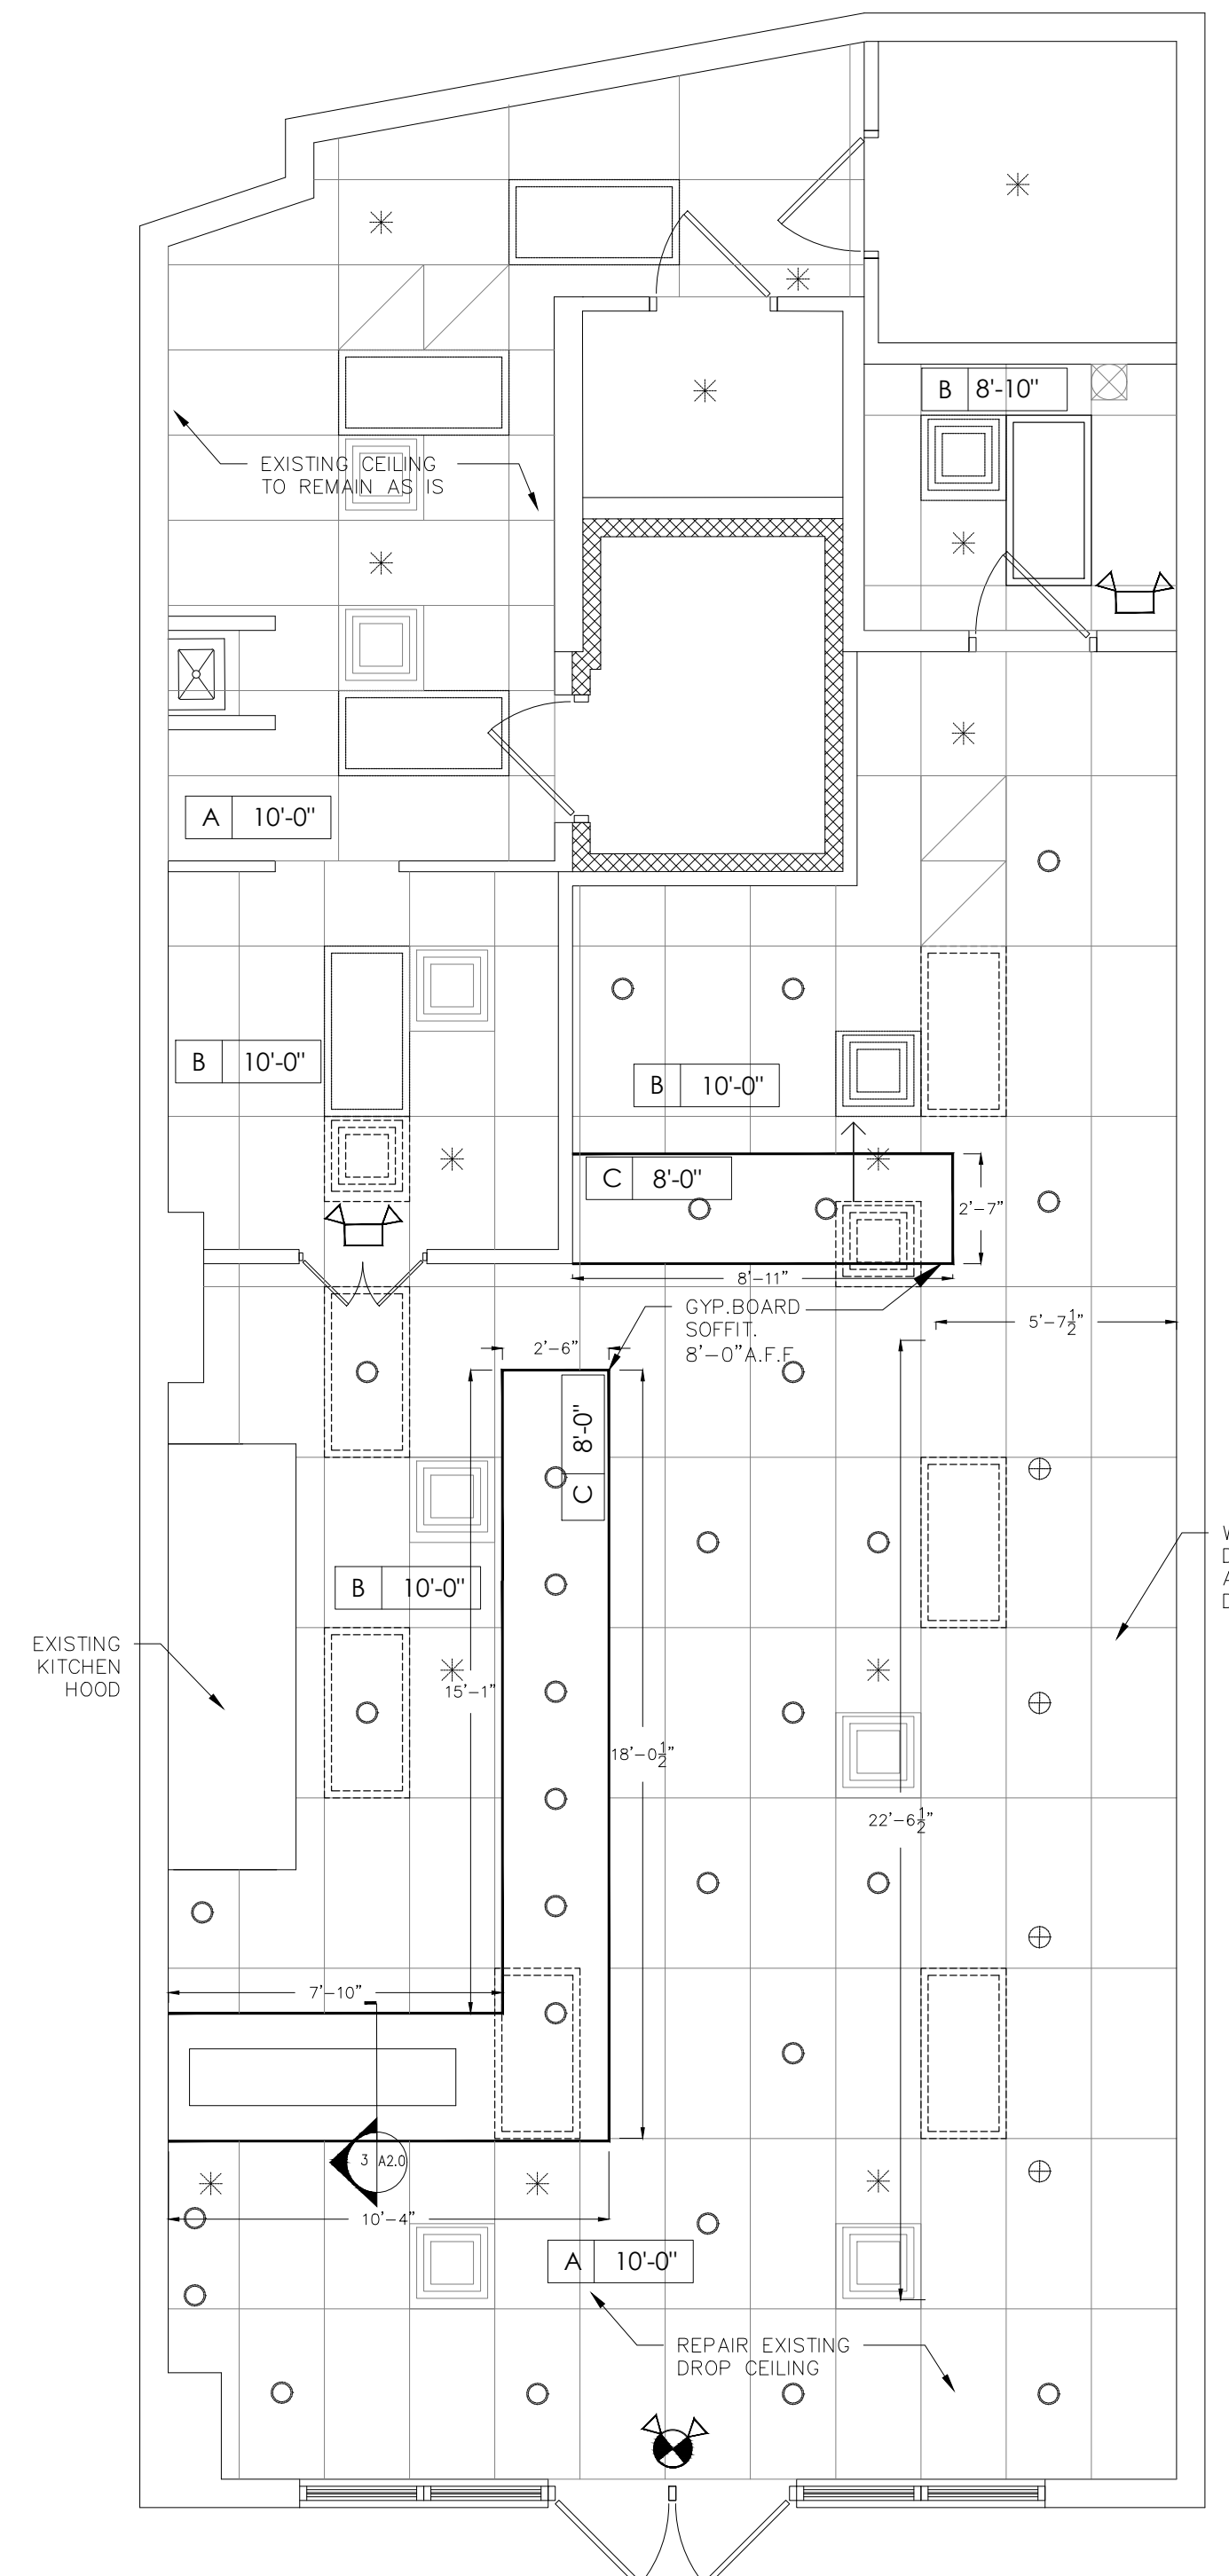 B 8'-10"
EXISTING CEILING
TO REMAIN AS IS
A 10'-0"
B 10'-0"
B 10'-0"
C 8'-0"
2'-7"
8'-11"
GYP.BOARD
SOFFIT.
8'-0"A.F.F
5'-7½"
2'-6"
C 8'-0"
B 10'-0"
EXISTING
KITCHEN
HOOD
15'-1"
18'-0½"
22'-6½"
7'-10"
3 A2.0
10'-4"
A 10'-0"
REPAIR EXISTING
DROP CEILING